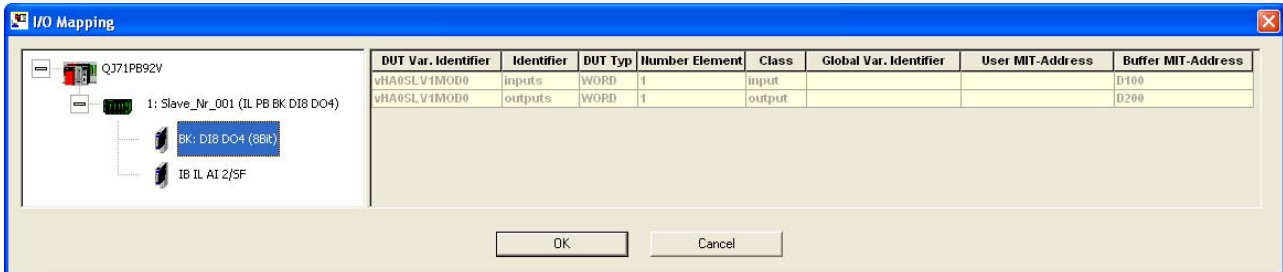 I/O Mapping
QJ71PB92V
1: Slave_Nr_001 (IL PB BK DI8 DO4)
BK: DI8 DO4 (8Bit)
IB IL AI 2/SF
DUT Var. Identifier Identifier DUT Typ Number Element Class Global Var. Identifier User MIT-Address Buffer MIT-Address
vHA0SLV1MOD0 inputs WORD 1 input D100
vHA0SLV1MOD0 outputs WORD 1 output D200
OK Cancel